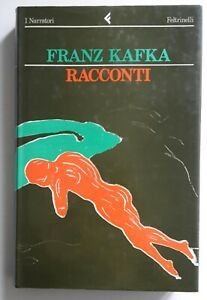 I Narratori Feltrinelli
FRANZ KAFKA
RACCONTI